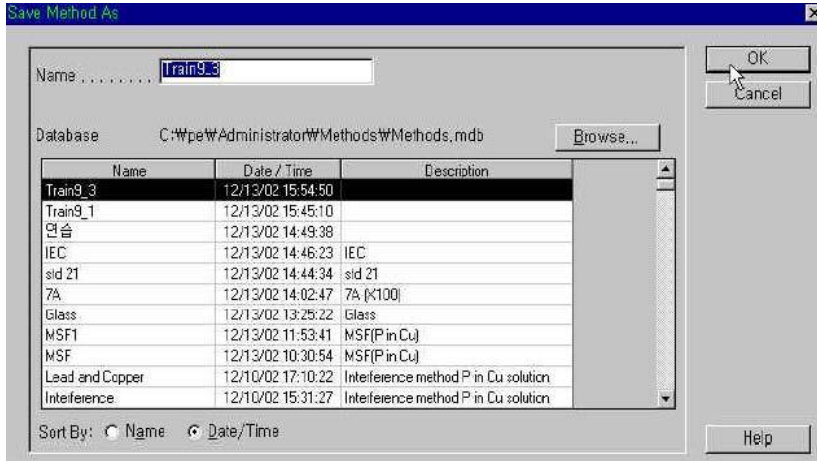 Save Method As
Name ........ Train9_3
OK
Cancel
Database C:₩pe₩Administrator₩Methods₩Methods.mdb Browse...
Name Date / Time Description
Train9_3 12/13/02 15:54:50
Train9_1 12/13/02 15:45:10
연습 12/13/02 14:49:38
IEC 12/13/02 14:46:23 IEC
sld 21 12/13/02 14:44:34 sld 21
7A 12/13/02 14:02:47 7A (X100)
Glass 12/13/02 13:25:22 Glass
MSF1 12/13/02 11:53:41 MSF(P in Cu)
MSF 12/13/02 10:30:54 MSF(P in Cu)
Lead and Copper 12/10/02 17:10:22 Interference method P in Cu solution
Inteference 12/10/02 15:31:27 Inteference method P in Cu solution
Sort By: Name Date/Time
Help